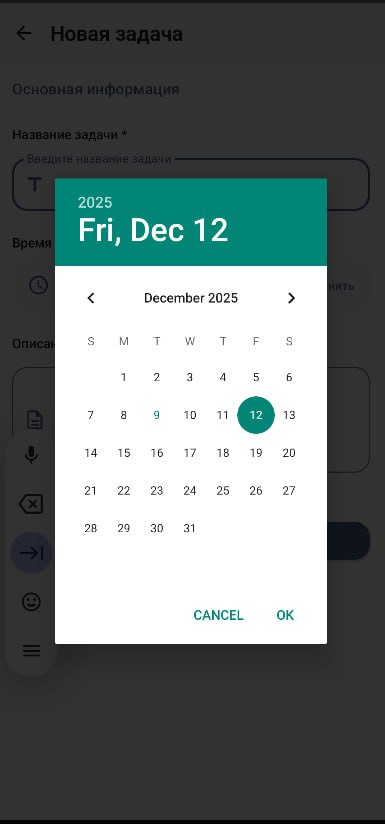 Новая задача
Основная информация
Название задачи *
Введите название задачи
Время
нить
Описан
2025
Fri, Dec 12
December 2025
S M T W T F S
1 2 3 4 5 6
7 8 9 10 11 12 13
14 15 16 17 18 19 20
21 22 23 24 25 26 27
28 29 30 31
CANCEL OK